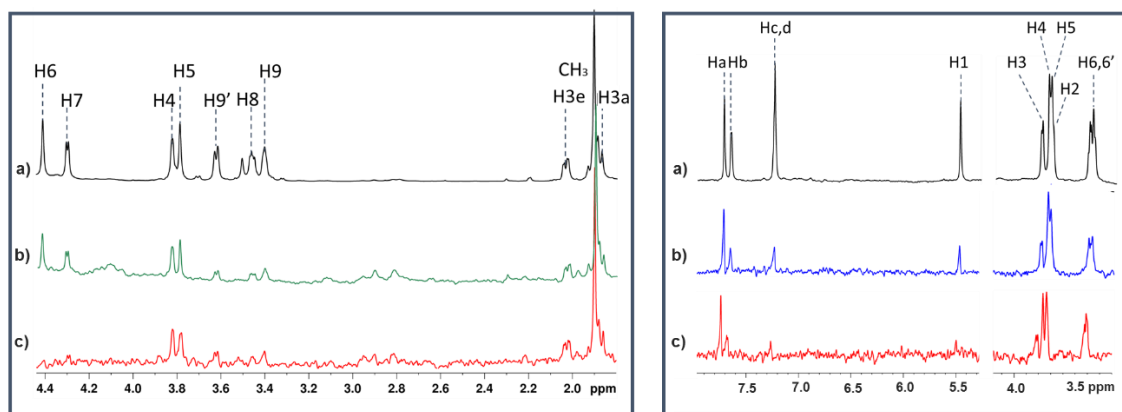 H6
H7
H4
H5
H9'
H8
H9
CH₃
H3e
H3a
a)
b)
c)
4.4 4.2 4.0 3.8 3.6 3.4 3.2 3.0 2.8 2.6 2.4 2.2 2.0 ppm
Ha
Hb
Hc,d
H1
H3
H4
H5
H2
H6,6'
a)
b)
c)
7.5 7.0 6.5 6.0 5.5 4.0 3.5 ppm